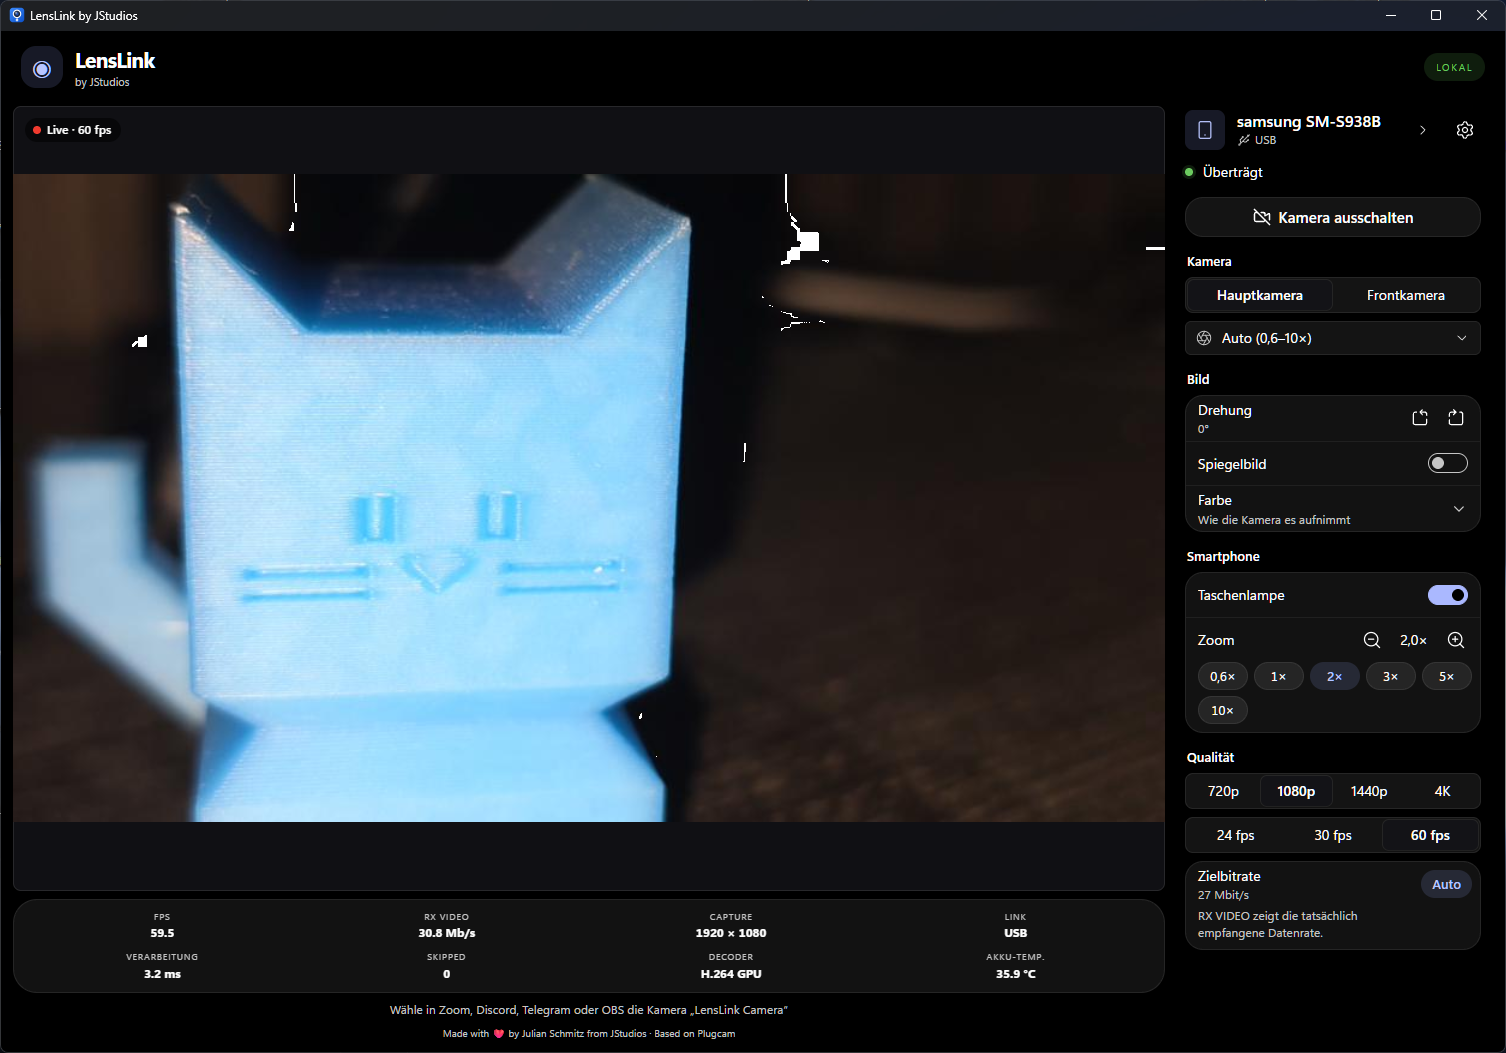 LensLink by JStudios
LensLink
by JStudios
LOKAL
Live · 60 fps
samsung SM-S938B
USB
Überträgt
Kamera ausschalten
Kamera
Hauptkamera Frontkamera
Auto (0,6–10×)
Bild
Drehung
0°
Spiegelbild
Farbe
Wie die Kamera es aufnimmt
Smartphone
Taschenlampe
Zoom 2,0×
0,6× 1× 2× 3× 5×
10×
Qualität
720p 1080p 1440p 4K
24 fps 30 fps 60 fps
Zielbitrate
27 Mbit/s
Auto
RX VIDEO zeigt die tatsächlich
empfangene Datenrate.
FPS RX VIDEO CAPTURE LINK
59.5 30.8 Mb/s 1920 × 1080 USB
VERARBEITUNG SKIPPED DECODER AKKU-TEMP.
3.2 ms 0 H.264 GPU 35.9 °C
Wähle in Zoom, Discord, Telegram oder OBS die Kamera „LensLink Camera“
Made with ❤ by Julian Schmitz from JStudios · Based on Plugcam